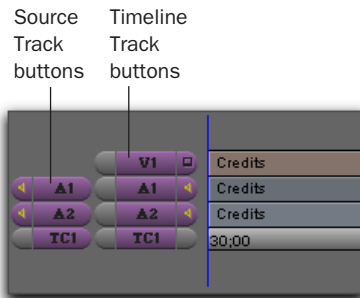 Source
Track
buttons
Timeline
Track
buttons
V1 Credits
A1 A1 Credits
A2 A2 Credits
TC1 TC1 30;00